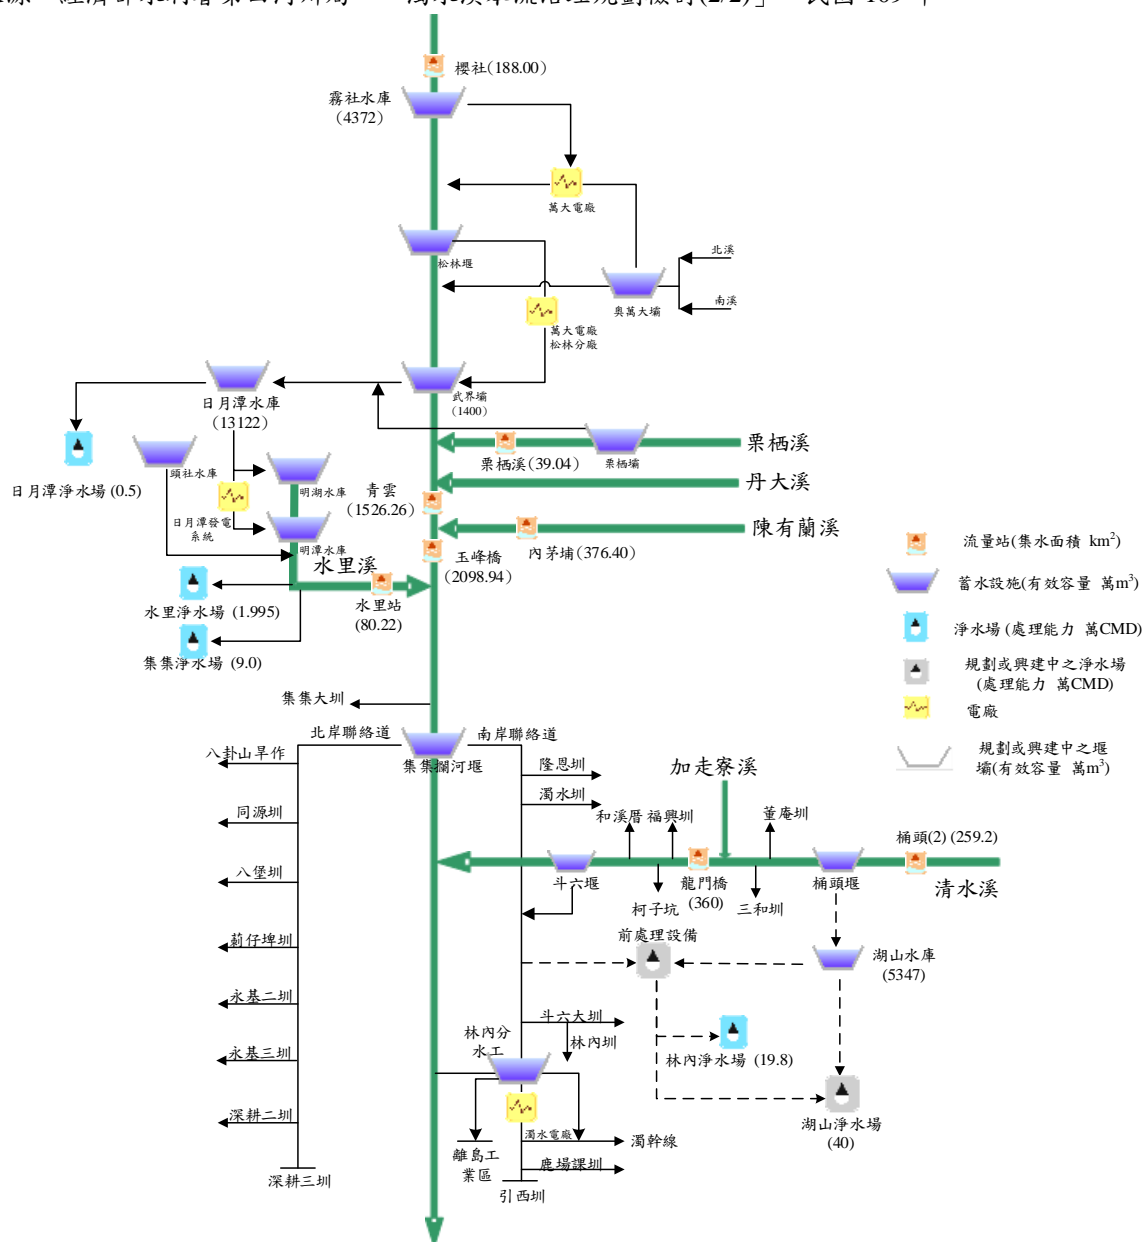 櫻社(188.00)
霧社水庫
(4372)
萬大電廠
松林堰
北溪
奧萬大壩
南溪
萬大電廠
松林分廠
日月潭水庫
(13122)
武界壩
(1400)
栗栖溪
栗栖溪(39.04)
栗栖壩
頭社水庫
日月潭淨水場 (0.5)
明湖水庫
青雲
(1526.26)
丹大溪
日月潭發電
系統
明潭水庫
陳有蘭溪
內茅埔(376.40)
水里溪
玉峰橋
(2098.94)
流量站(集水面積 km²)
蓄水設施(有效容量 萬m³)
水里淨水場 (1.995)
水里站
(80.22)
淨水場 (處理能力 萬CMD)
集集淨水場 (9.0)
規劃或興建中之淨水場
(處理能力 萬CMD)
集集大圳
電廠
北岸聯絡道
南岸聯絡道
規劃或興建中之堰
壩(有效容量 萬m³)
八卦山旱作
集集攔河堰
隆恩圳
加走寮溪
濁水圳
同源圳
和溪厝
福興圳
董庵圳
桶頭(2) (259.2)
八堡圳
斗六堰
龍門橋
(360)
桶頭堰
清水溪
柯子坑
三和圳
前處理設備
莿仔埤圳
湖山水庫
(5347)
永基二圳
斗六大圳
林內分
水工
林內圳
永基三圳
林內淨水場 (19.8)
深耕二圳
湖山淨水場
(40)
濁水電廠
濁幹線
離島工
業區
鹿場課圳
深耕三圳
引西圳